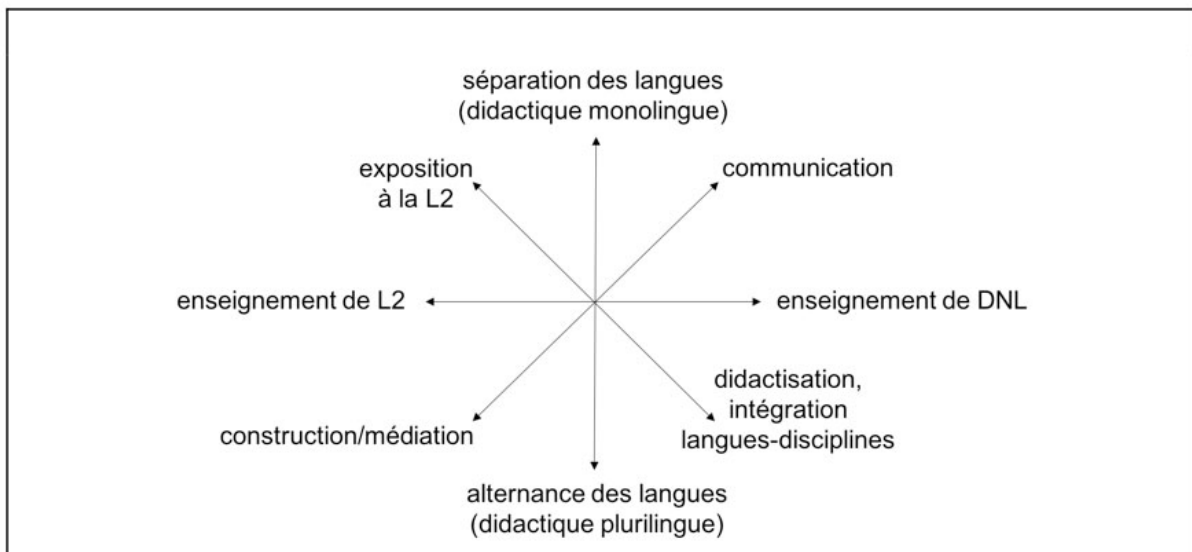 séparation des langues
(didactique monolingue)
exposition
à la L2
communication
enseignement de L2
enseignement de DNL
didactisation,
intégration
langues-disciplines
construction/médiation
alternance des langues
(didactique plurilingue)